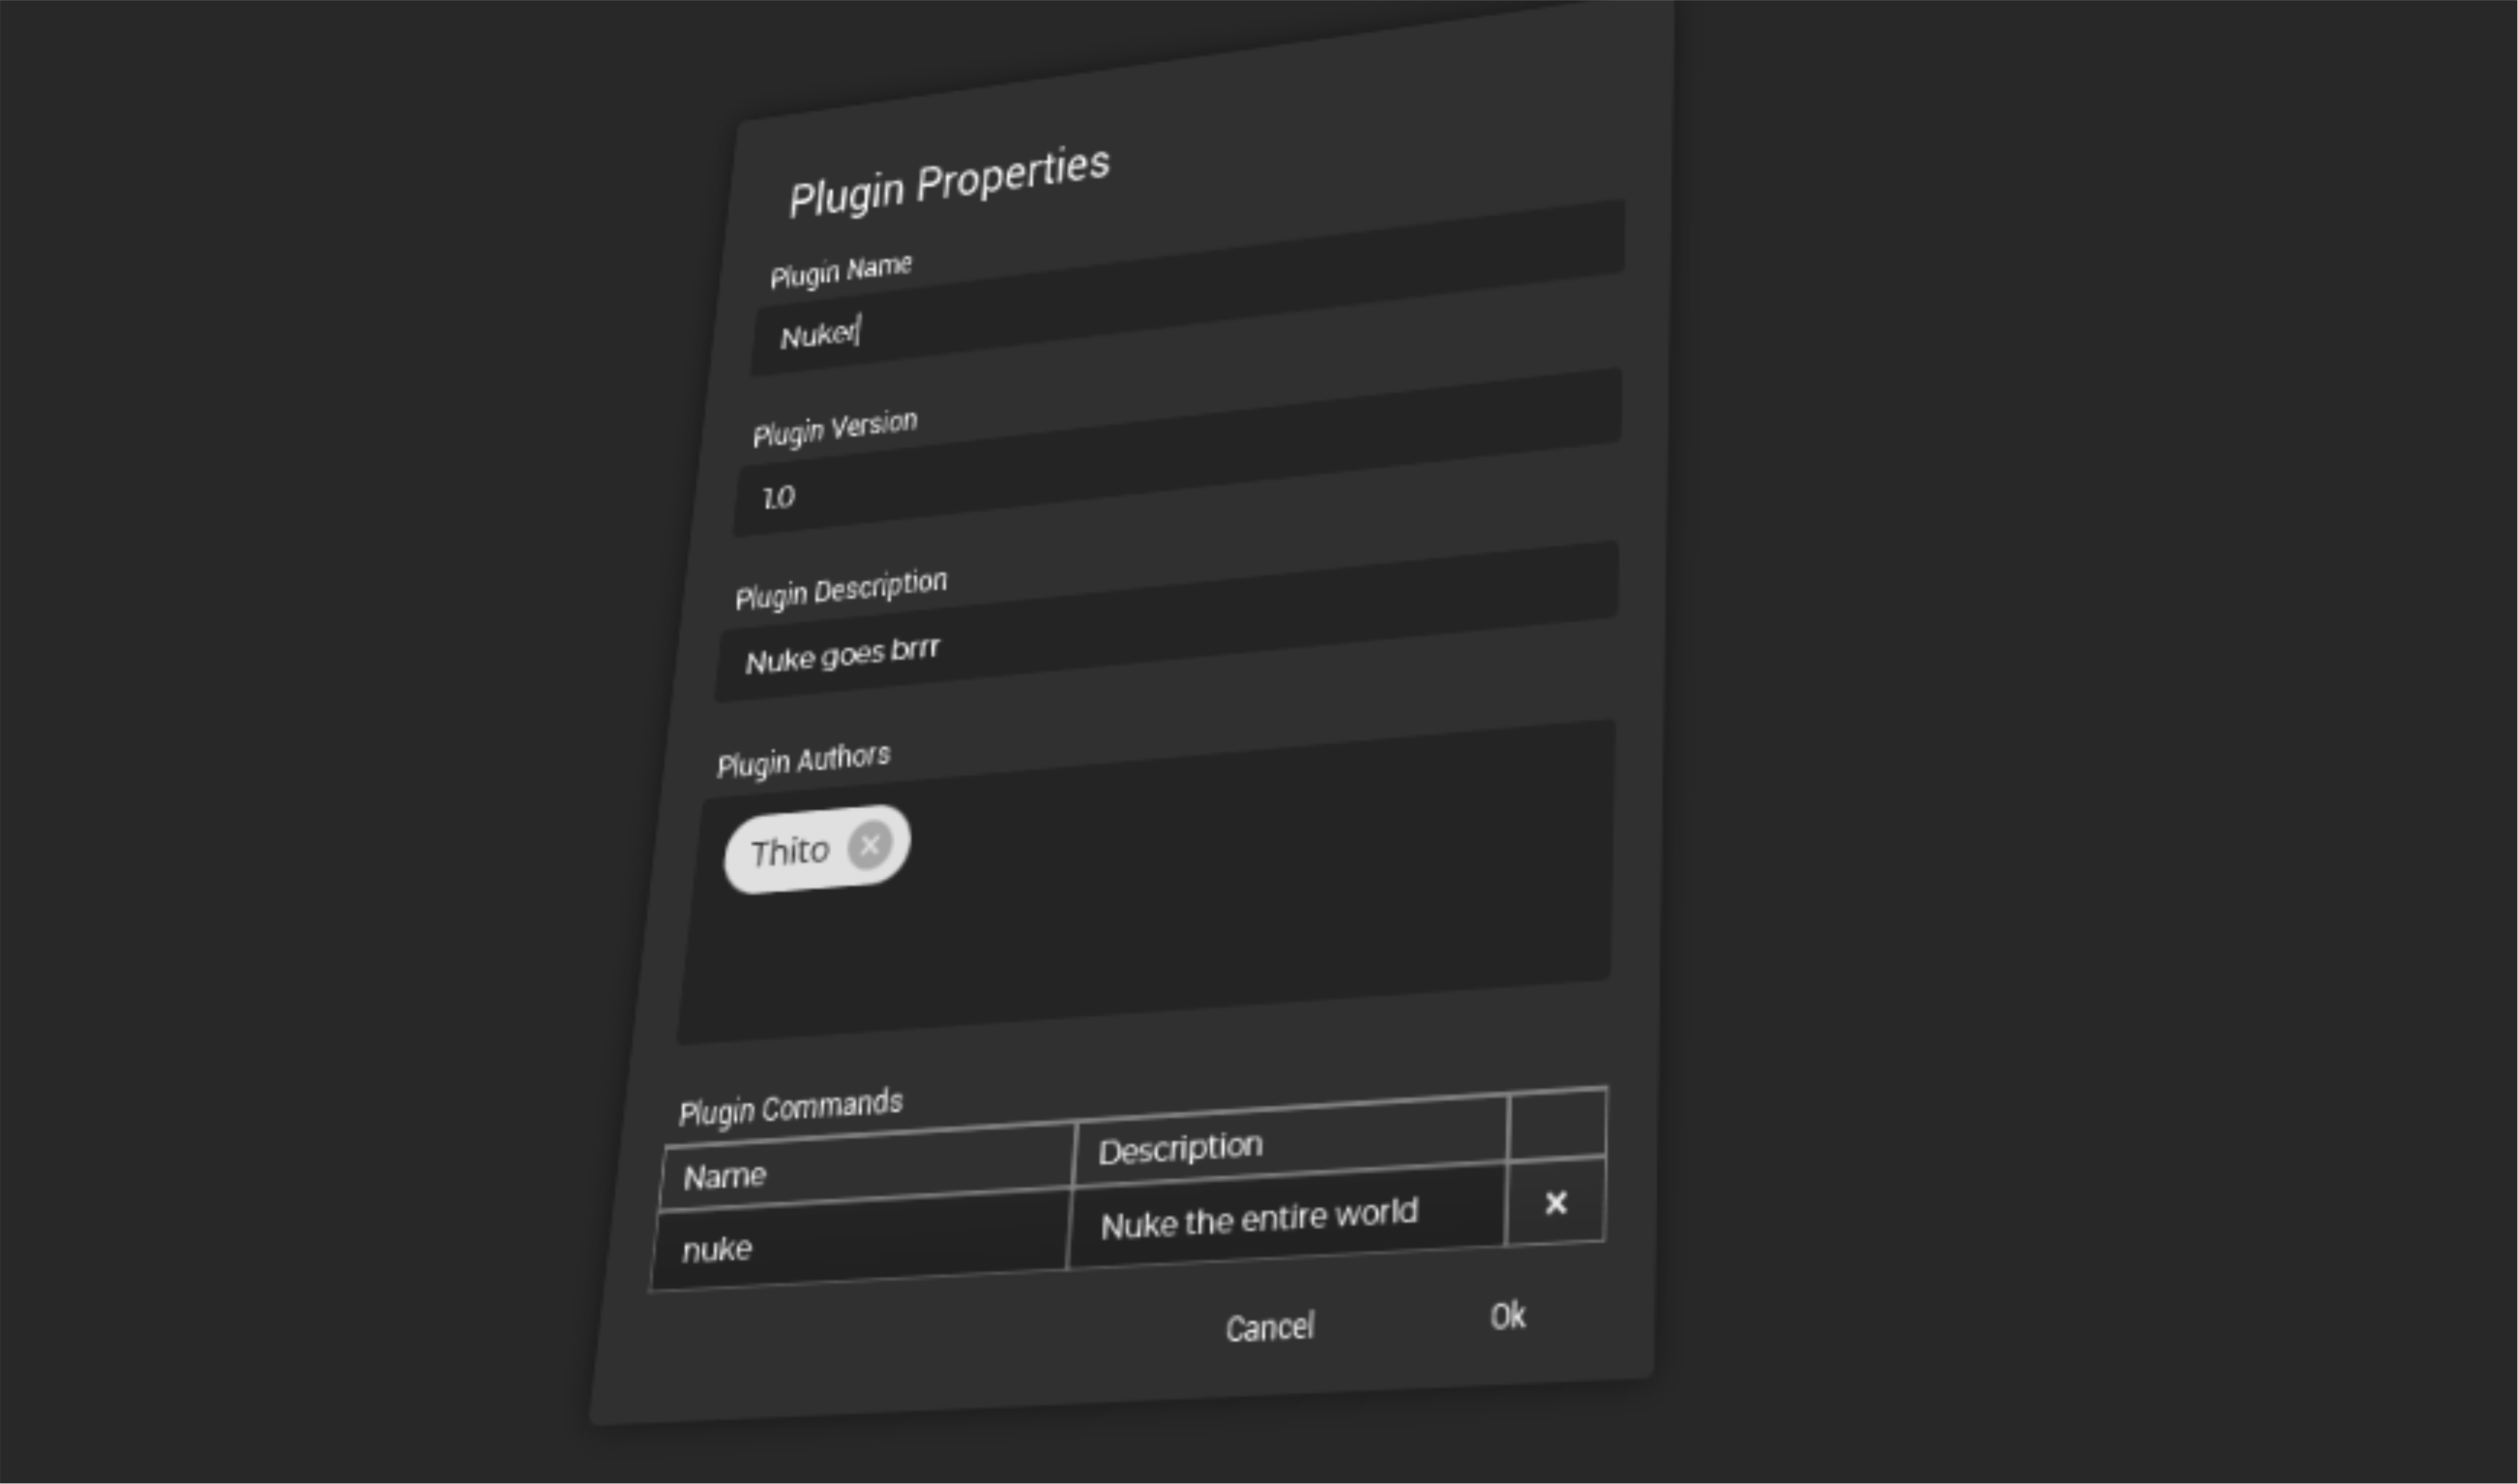 Plugin Properties
Plugin Name
Nuker
Plugin Version
1.0
Plugin Description
Nuke goes brrr
Plugin Authors
Thito
Plugin Commands
Name Description
nuke Nuke the entire world
Cancel Ok